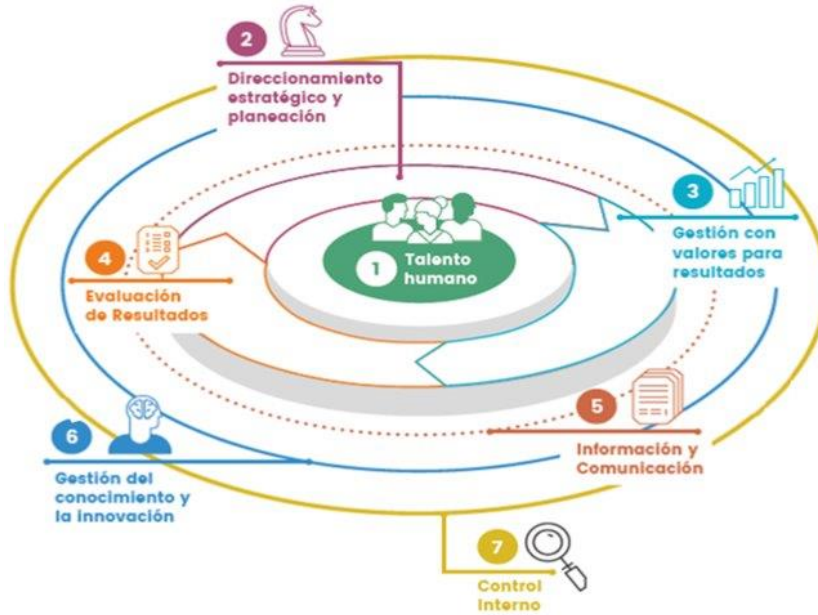 2
Direccionamiento
estratégico y
planeación
3
Gestión con
valores para
resultados
1
Talento
humano
4
Evaluación
de Resultados
5
Información y
Comunicación
6
Gestión del
conocimiento y
la innovación
7
Control
Interno